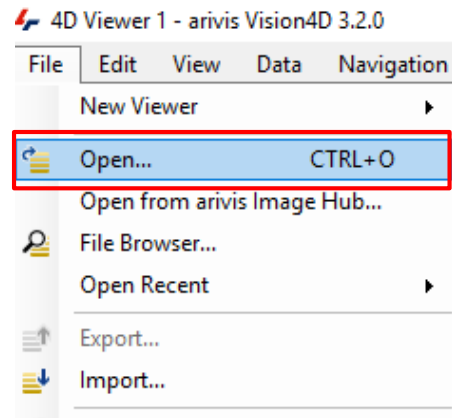 4D Viewer 1 - arivis Vision4D 3.2.0
File Edit View Data Navigation
New Viewer
Open... CTRL+O
Open from arivis Image Hub...
File Browser...
Open Recent
Export...
Import...